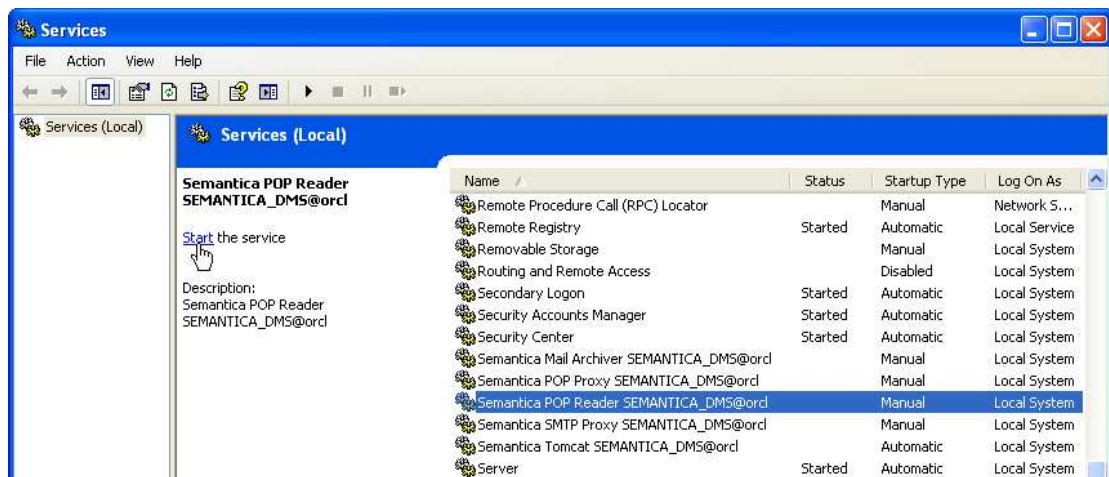 Services
File Action View Help
Services (Local)
Services (Local)
Semantica POP Reader
SEMANTICA_DMS@orcl
Start the service
Description:
Semantica POP Reader
SEMANTICA_DMS@orcl
Name Status Startup Type Log On As
Remote Procedure Call (RPC) Locator Manual Network S...
Remote Registry Started Automatic Local Service
Removable Storage Manual Local System
Routing and Remote Access Disabled Local System
Secondary Logon Started Automatic Local System
Security Accounts Manager Started Automatic Local System
Security Center Started Automatic Local System
Semantica Mail Archiver SEMANTICA_DMS@orcl Manual Local System
Semantica POP Proxy SEMANTICA_DMS@orcl Manual Local System
Semantica POP Reader SEMANTICA_DMS@orcl Manual Local System
Semantica SMTP Proxy SEMANTICA_DMS@orcl Manual Local System
Semantica Tomcat SEMANTICA_DMS@orcl Automatic Local System
Server Started Automatic Local System